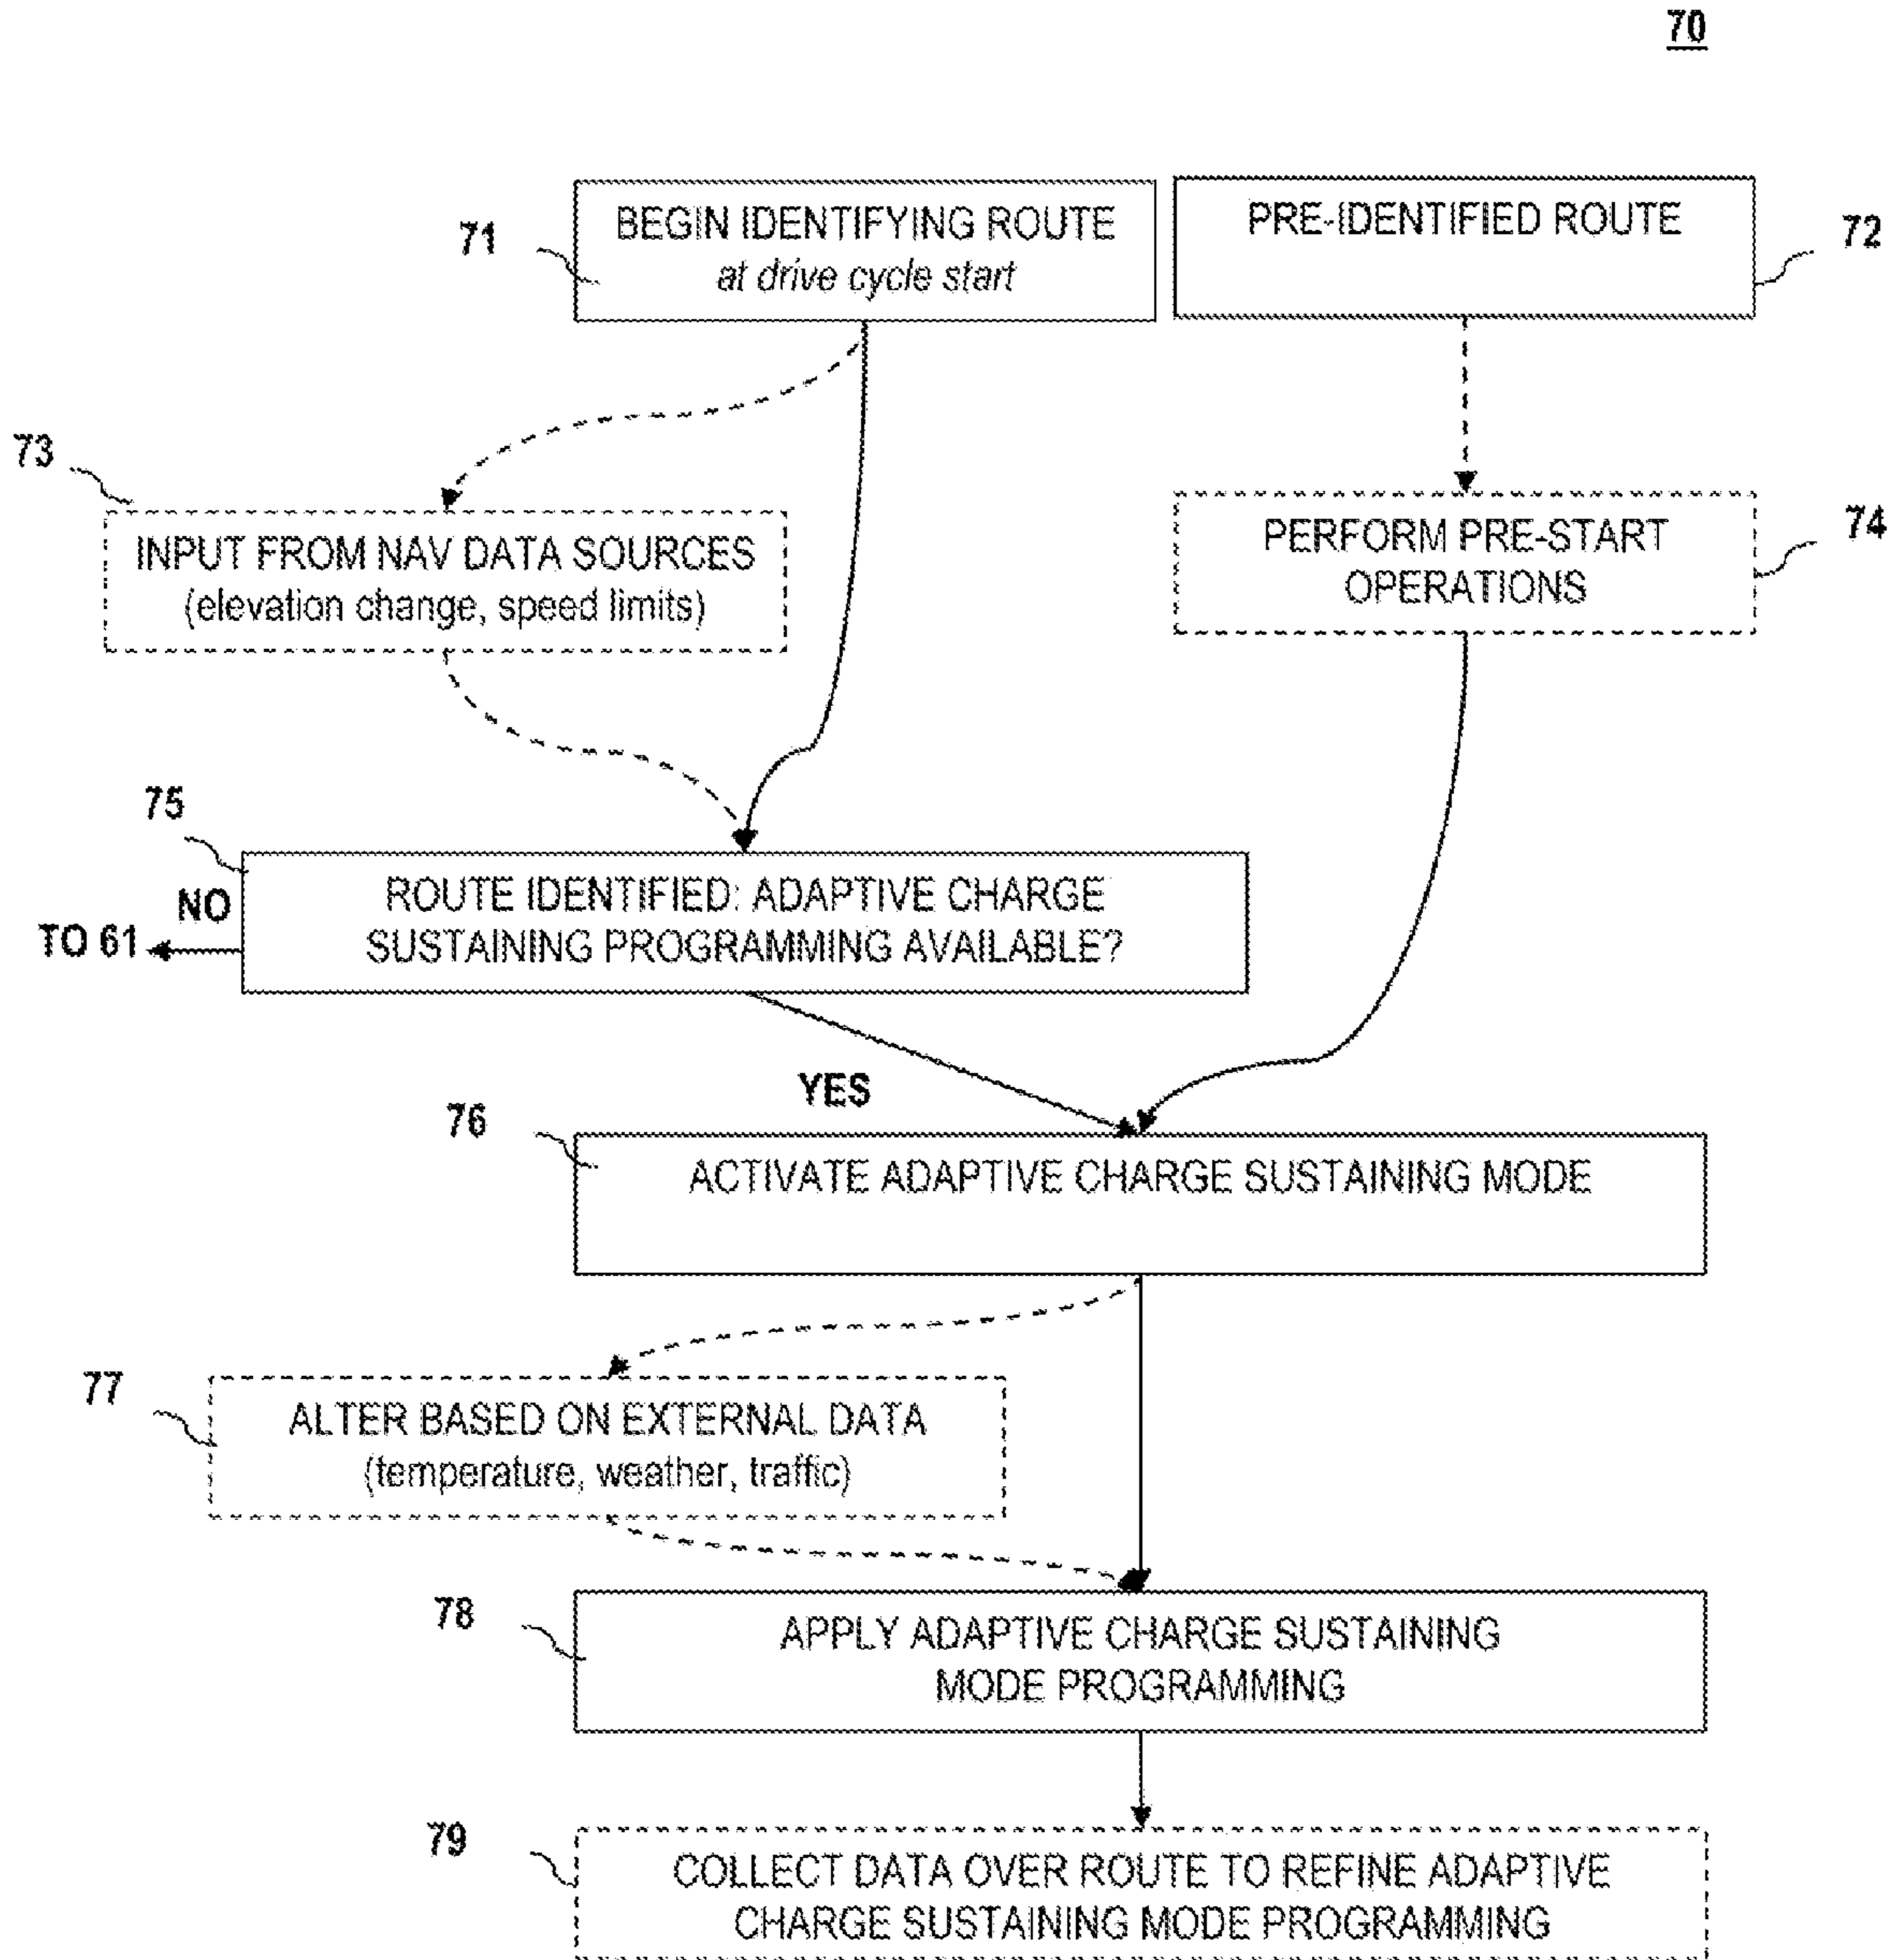 70
71
BEGIN IDENTIFYING ROUTE
at drive cycle start
PRE-IDENTIFIED ROUTE
72
73
INPUT FROM NAV DATA SOURCES
(elevation change, speed limits)
PERFORM PRE-START
OPERATIONS
74
75
NO
TO 61
ROUTE IDENTIFIED: ADAPTIVE CHARGE
SUSTAINING PROGRAMMING AVAILABLE?
YES
76
ACTIVATE ADAPTIVE CHARGE SUSTAINING MODE
77
ALTER BASED ON EXTERNAL DATA
(temperature, weather, traffic)
78
APPLY ADAPTIVE CHARGE SUSTAINING
MODE PROGRAMMING
79
COLLECT DATA OVER ROUTE TO REFINE ADAPTIVE
CHARGE SUSTAINING MODE PROGRAMMING